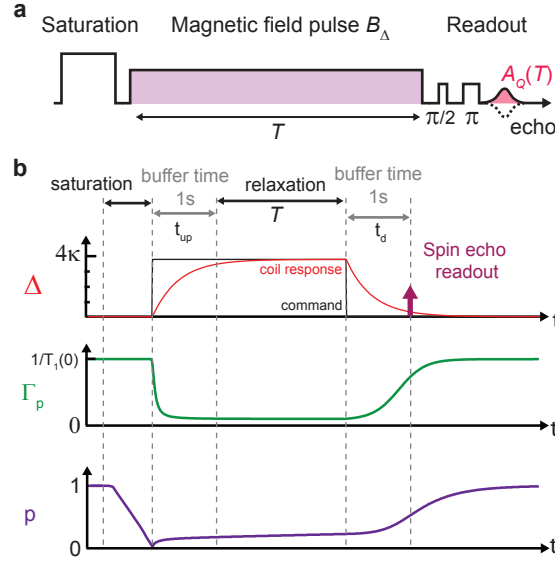 a
Saturation Magnetic field pulse B_Δ Readout
A_Q(T)
T
π/2 π
echo
b
saturation
buffer time
1s
t_up
relaxation
T
buffer time
1s
t_d
4κ
Δ
0
coil response
command
Spin echo
readout
t
1/T_1(0)
Γ_p
0
t
1
p
0
t